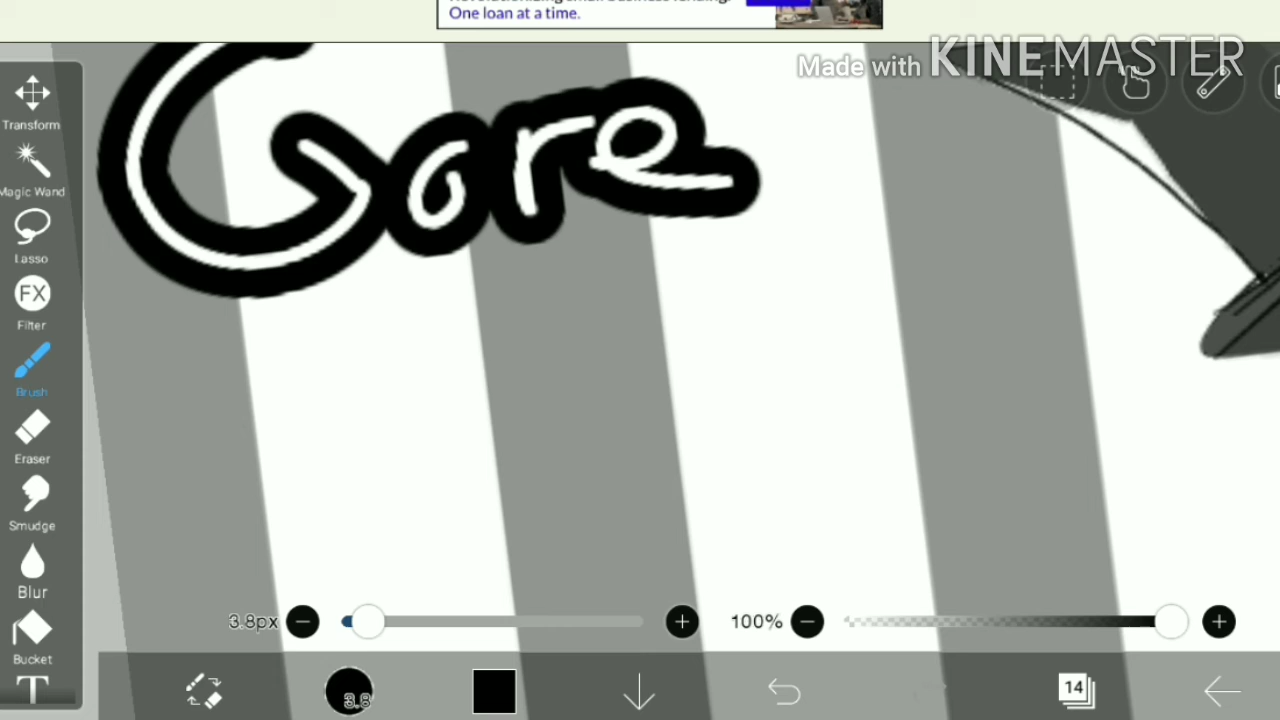 One loan at a time.
Made with KINEMASTER
Gore
Transform
Magic Wand
Lasso
FX
Filter
Brush
Eraser
Smudge
Blur
Bucket
T
3.8px
100%
3.8
14